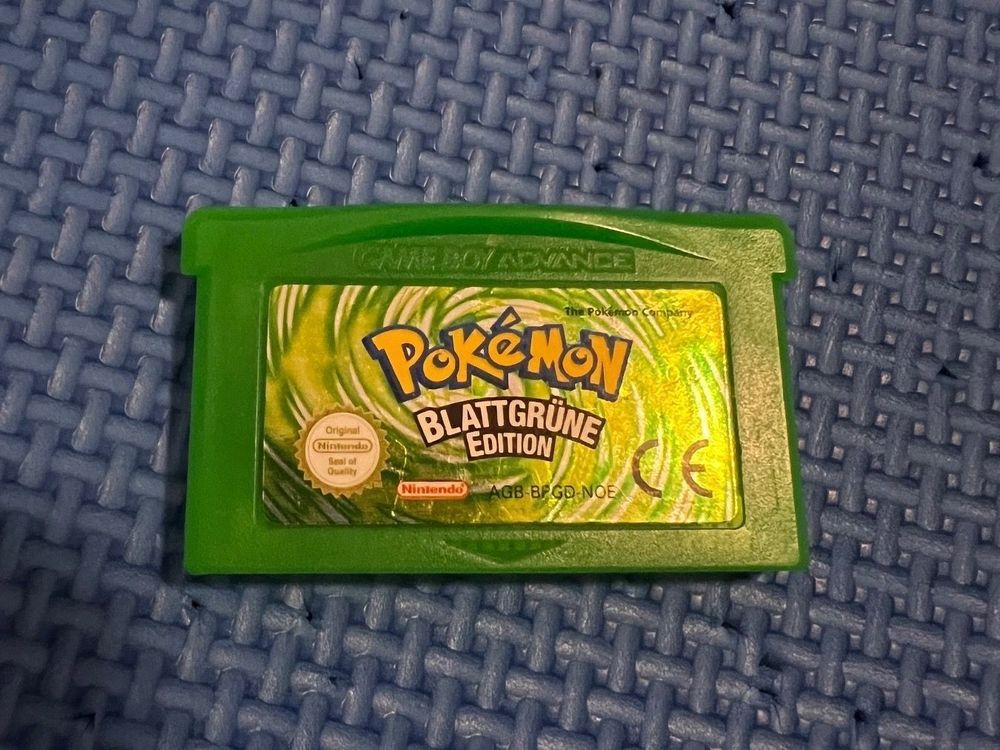 GAME BOY ADVANCE
The Pokémon Company
POKéMON
BLATTGRÜNE
EDITION
Original
Nintendo
Seal of
Quality
Nintendo
AGB-BPGD-NOE
CE